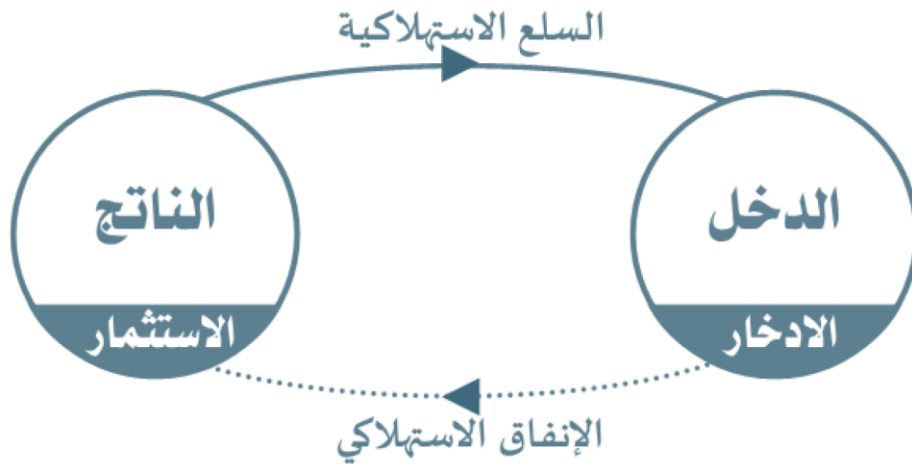 السلع الاستهلاكية
الدخل
الناتج
الادخار
الاستثمار
الإنفاق الاستهلاكي